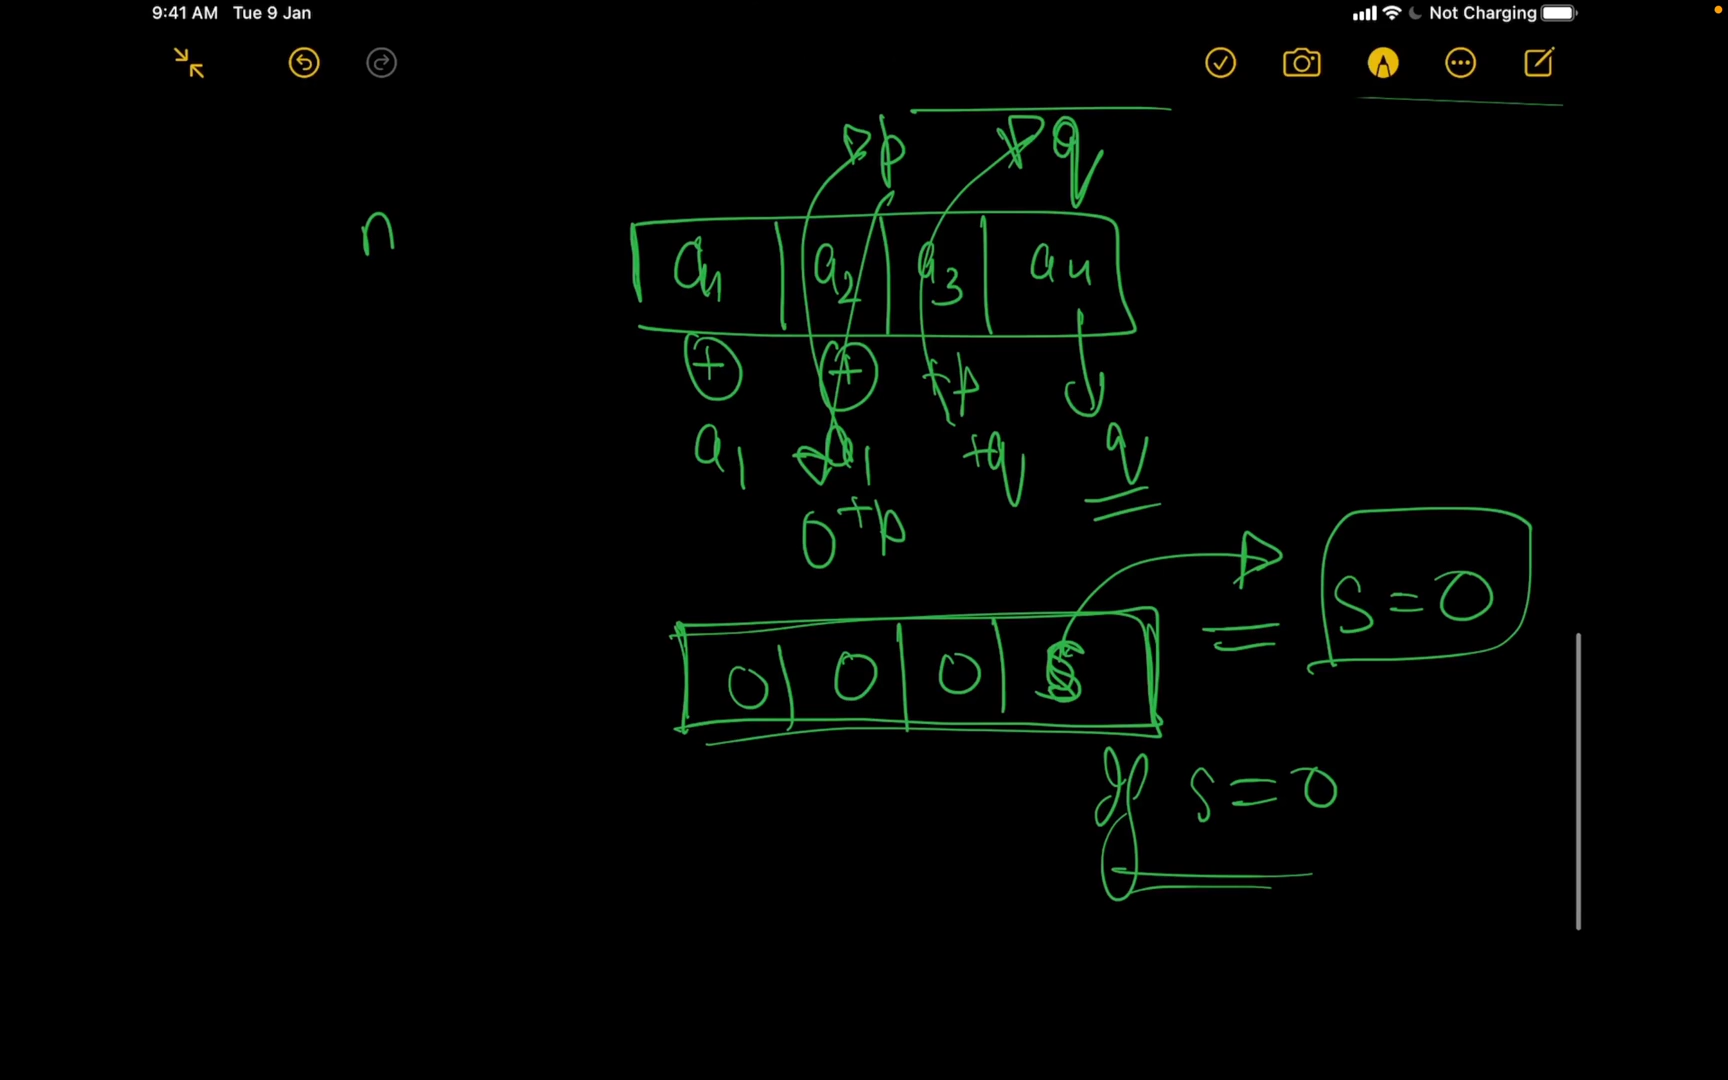 9:41 AM Tue 9 Jan Not Charging
p q
n
a1 a2 a3 a4
+ + +p
a1 a1 +q q
0 +p
S = 0
0 0 0 S
if S = 0